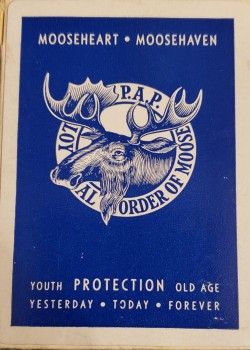 MOOSEHEART • MOOSEHAVEN
P.A.P.
LOYAL ORDER OF MOOSE
YOUTH PROTECTION OLD AGE
YESTERDAY • TODAY • FOREVER